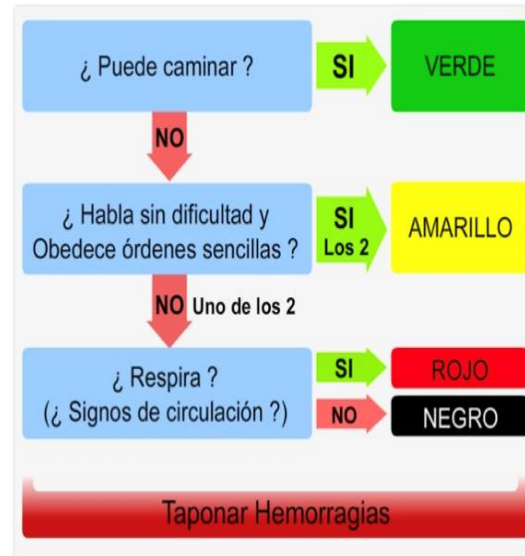 ¿ Puede caminar ?
SI
VERDE
NO
¿ Habla sin dificultad y
Obedece órdenes sencillas ?
SI
Los 2
AMARILLO
NO Uno de los 2
¿ Respira ?
(¿ Signos de circulación ?)
SI
ROJO
NO
NEGRO
Taponar Hemorragias